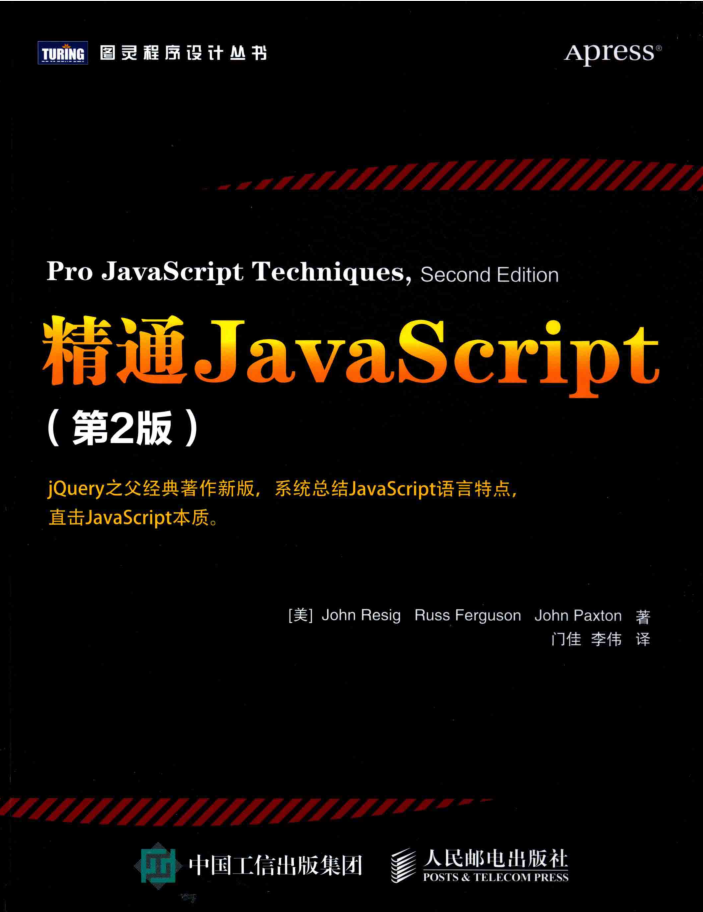 TURING 图灵程序设计丛书
Apress®
Pro JavaScript Techniques, Second Edition
精通JavaScript
（第2版）
jQuery之父经典著作新版，系统总结JavaScript语言特点，
直击JavaScript本质。
[美] John Resig Russ Ferguson John Paxton 著
门佳 李伟 译
中国工信出版集团
人民邮电出版社
POSTS & TELECOM PRESS